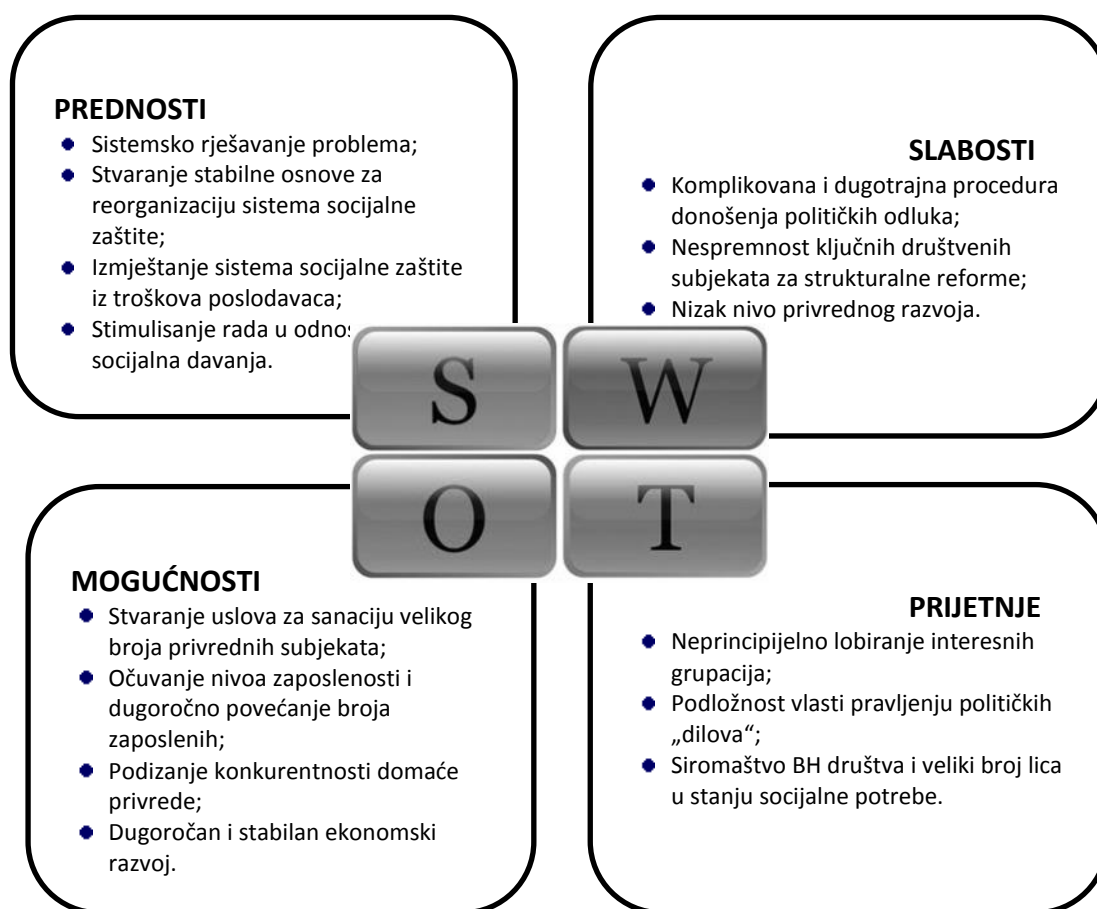 PREDNOSTI
Sistemsko rješavanje problema;
Stvaranje stabilne osnove za
reorganizaciju sistema socijalne
zaštite;
Izmještanje sistema socijalne zaštite
iz troškova poslodavaca;
Stimulisanje rada u
socijalna davanja.
SLABOSTI
Komplikovana i dugotrajna procedura
donošenja političkih odluka;
Nespremnost ključnih društvenih
subjekata za strukturalne reforme;
Nizak nivo privrednog razvoja.
S
W
O
T
MOGUĆNOSTI
Stvaranje uslova za sanaciju velikog
broja privrednih subjekata;
Očuvanje nivoa zaposlenosti i
dugoročno povećanje broja
zaposlenih;
Podizanje konkurentnosti domaće
privrede;
Dugoročan i stabilan ekonomski
razvoj.
PRIJETNJE
Neprincipijelno lobiranje interesnih
grupacija;
Podložnost vlasti pravljenju političkih
„dilova“;
Siromaštvo BH društva i veliki broj lica
u stanju socijalne potrebe.